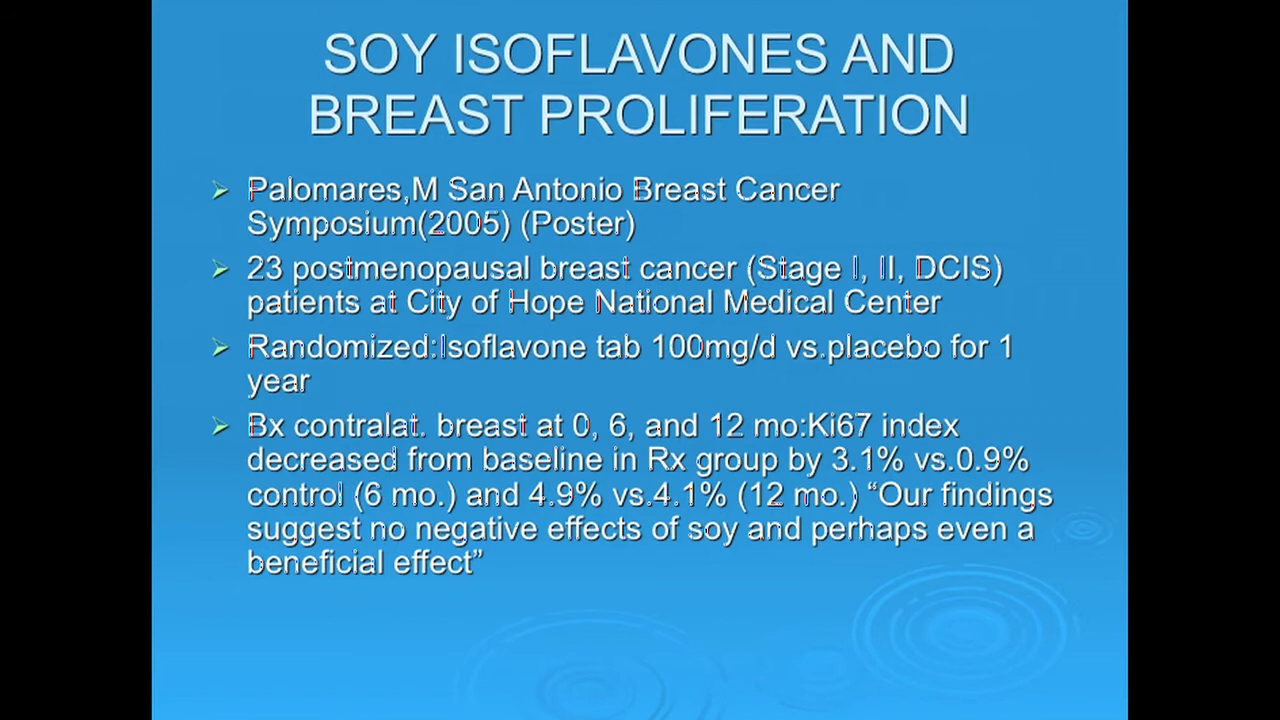 SOY ISOFLAVONES AND
BREAST PROLIFERATION
Palomares,M San Antonio Breast Cancer
Symposium(2005) (Poster)
23 postmenopausal breast cancer (Stage I, II, DCIS)
patients at City of Hope National Medical Center
Randomized:Isoflavone tab 100mg/d vs.placebo for 1
year
Bx contralat. breast at 0, 6, and 12 mo:Ki67 index
decreased from baseline in Rx group by 3.1% vs.0.9%
control (6 mo.) and 4.9% vs.4.1% (12 mo.) “Our findings
suggest no negative effects of soy and perhaps even a
beneficial effect”